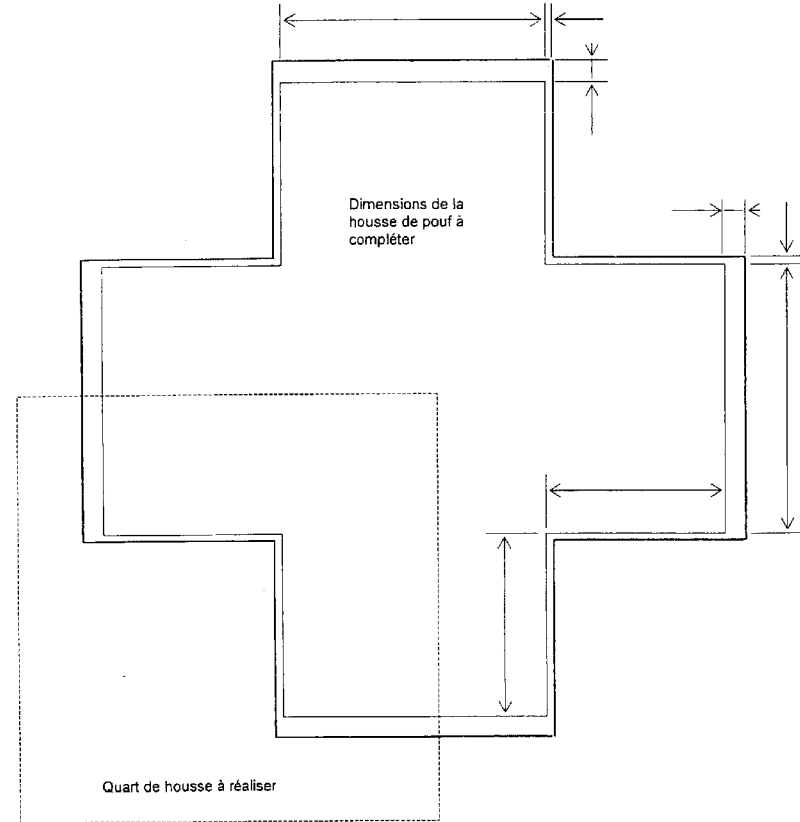 Dimensions de la
housse de pouf à
compléter
Quart de housse à réaliser